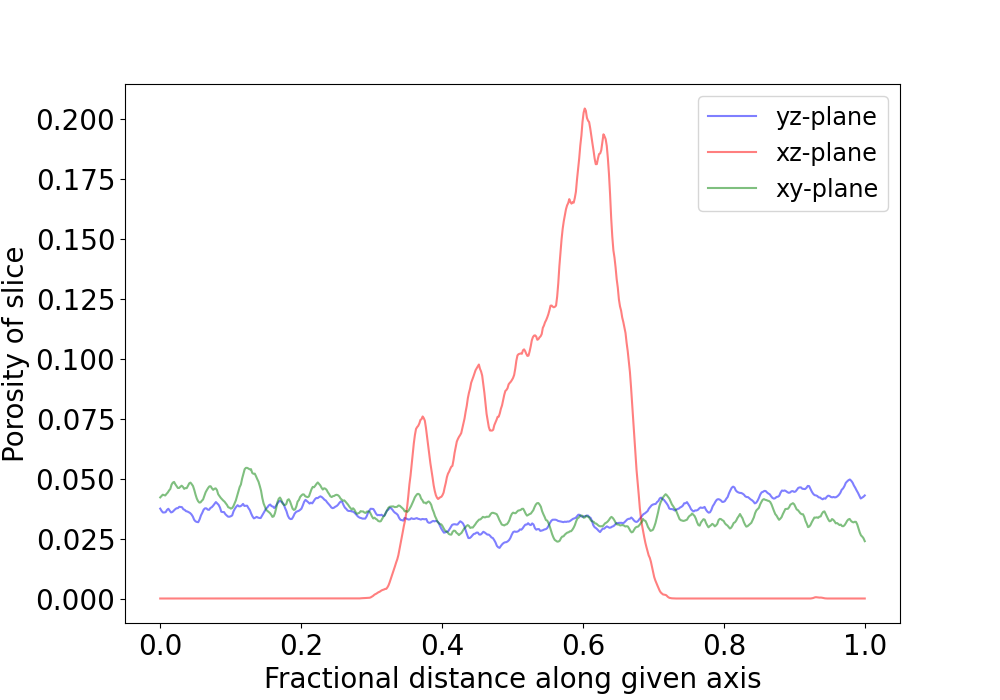 yz-plane
xz-plane
xy-plane
Porosity of slice
0.200
0.175
0.150
0.125
0.100
0.075
0.050
0.025
0.000
0.0 0.2 0.4 0.6 0.8 1.0
Fractional distance along given axis